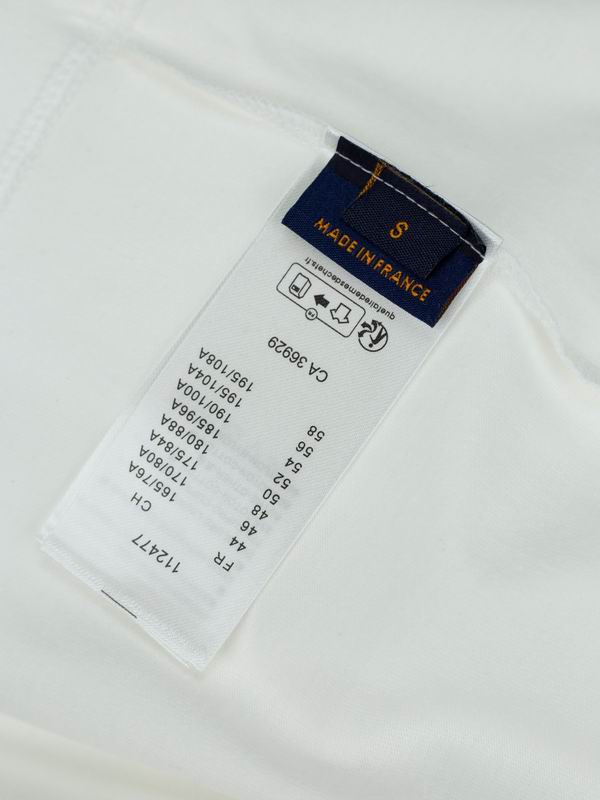 S
MADE IN FRANCE
112477
FR CH
44 165/76A
46 170/80A
48 175/84A
50 180/88A
52 185/96A
54 190/100A
56 195/104A
58 195/108A
CA 36929
FR
quefairedemesdechets.fr